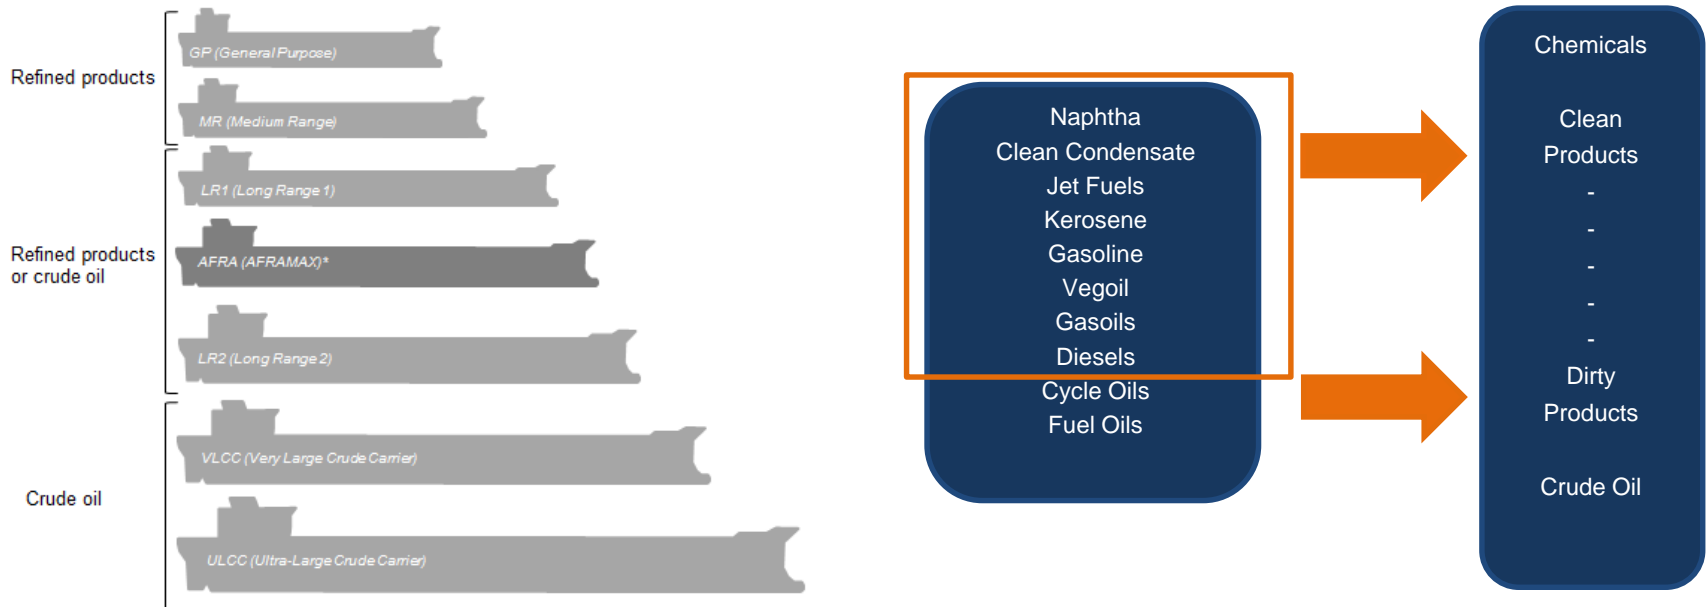 Refined products
GP (General Purpose)
MR (Medium Range)
Refined products
or crude oil
LR1 (Long Range 1)
AFRA (AFRAMAX)*
LR2 (Long Range 2)
Crude oil
VLCC (Very Large Crude Carrier)
ULCC (Ultra-Large Crude Carrier)
Naphtha
Clean Condensate
Jet Fuels
Kerosene
Gasoline
Vegoil
Gasoils
Diesels
Cycle Oils
Fuel Oils
Chemicals
Clean
Products
-
-
-
-
-
Dirty
Products
Crude Oil